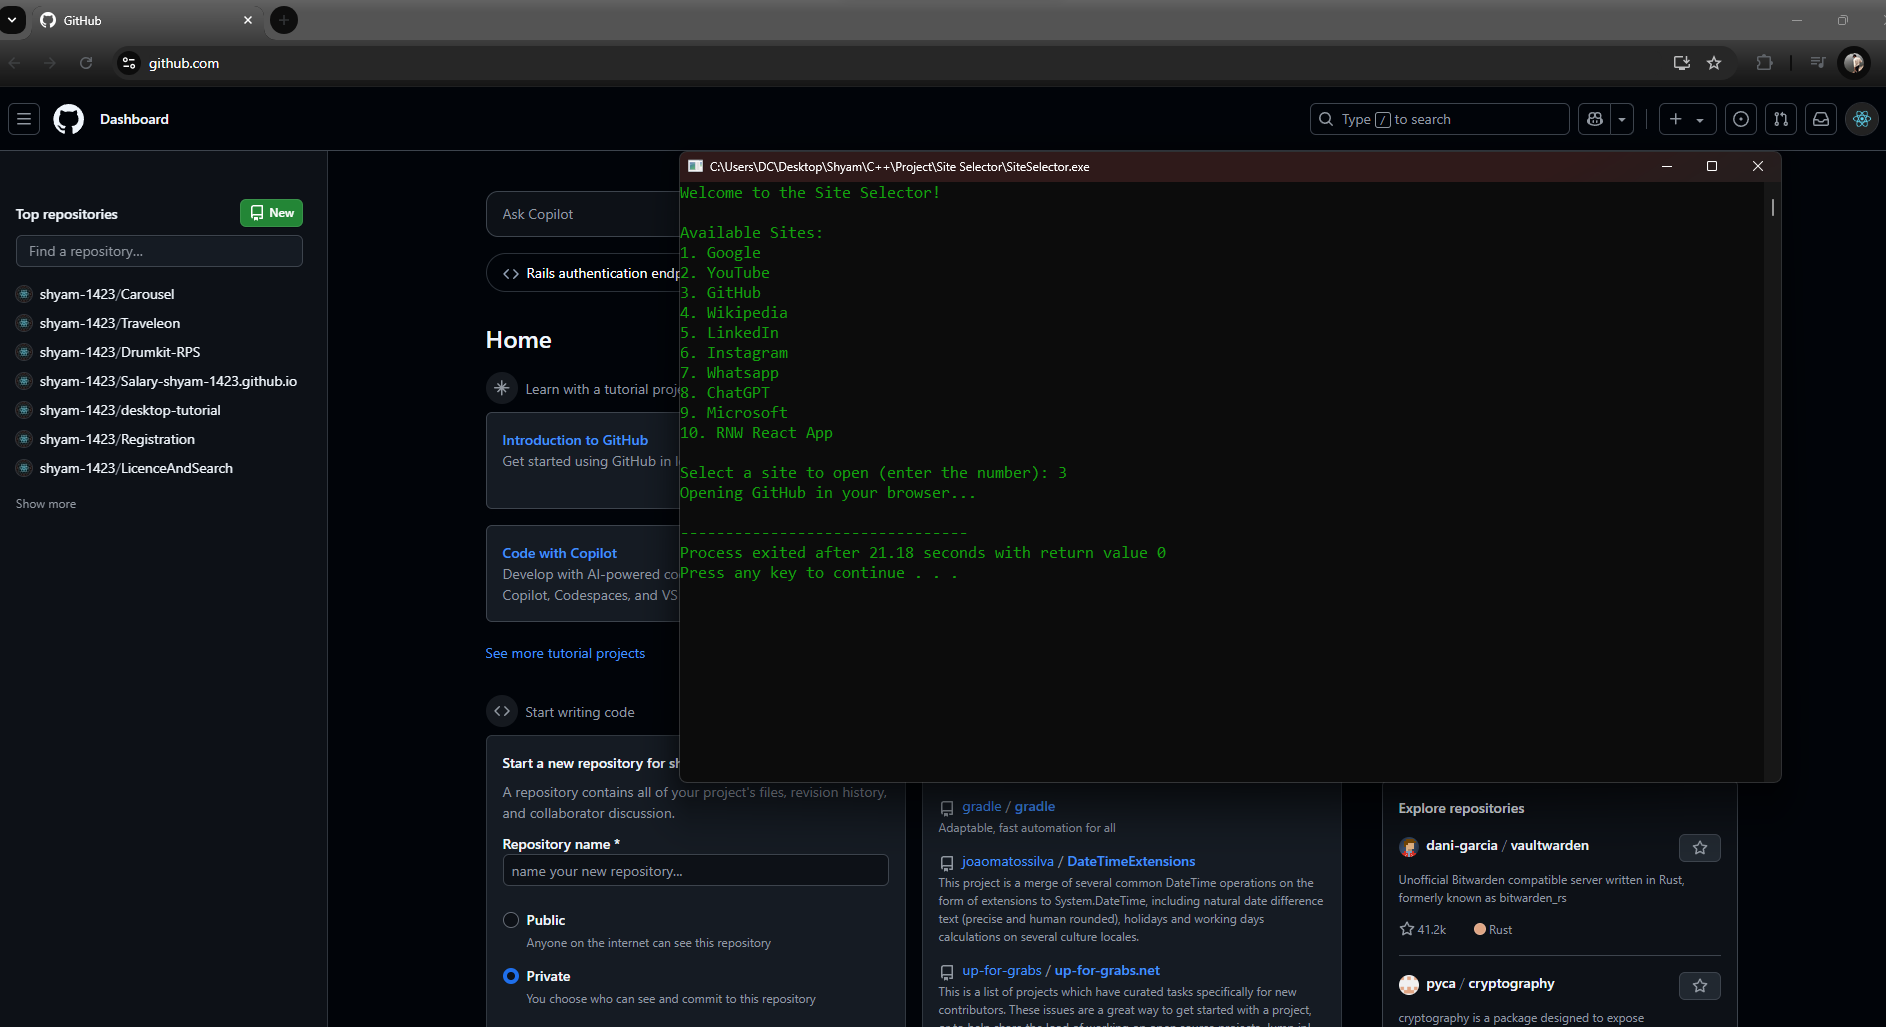 GitHub
github.com
Dashboard
Type / to search
Top repositories
New
Find a repository...
shyam-1423/Carousel
shyam-1423/Traveleon
shyam-1423/Drumkit-RPS
shyam-1423/Salary-shyam-1423.github.io
shyam-1423/desktop-tutorial
shyam-1423/Registration
shyam-1423/LicenceAndSearch
Show more
Ask Copilot
Rails authentication endp
Home
Learn with a tutorial proj
Introduction to GitHub
Get started using GitHub in l
Code with Copilot
Develop with AI-powered co
Copilot, Codespaces, and VS
See more tutorial projects
Start writing code
Start a new repository for sh
A repository contains all of your project's files, revision history,
and collaborator discussion.
Repository name *
name your new repository...
Public
Anyone on the internet can see this repository
Private
You choose who can see and commit to this repository
C:\Users\DC\Desktop\Shyam\C++\Project\Site Selector\SiteSelector.exe
Welcome to the Site Selector!
Available Sites:
1. Google
2. YouTube
3. GitHub
4. Wikipedia
5. LinkedIn
6. Instagram
7. Whatsapp
8. ChatGPT
9. Microsoft
10. RNW React App
Select a site to open (enter the number): 3
Opening GitHub in your browser...
--------------------------------
Process exited after 21.18 seconds with return value 0
Press any key to continue . . .
gradle / gradle
Adaptable, fast automation for all
joaomatossilva / DateTimeExtensions
This project is a merge of several common DateTime operations on the
form of extensions to System.DateTime, including natural date difference
text (precise and human rounded), holidays and working days
calculations on several culture locales.
up-for-grabs / up-for-grabs.net
This is a list of projects which have curated tasks specifically for new
contributors. These issues are a great way to get started with a project,
Explore repositories
dani-garcia / vaultwarden
Unofficial Bitwarden compatible server written in Rust,
formerly known as bitwarden_rs
41.2k
Rust
pyca / cryptography
cryptography is a package designed to expose